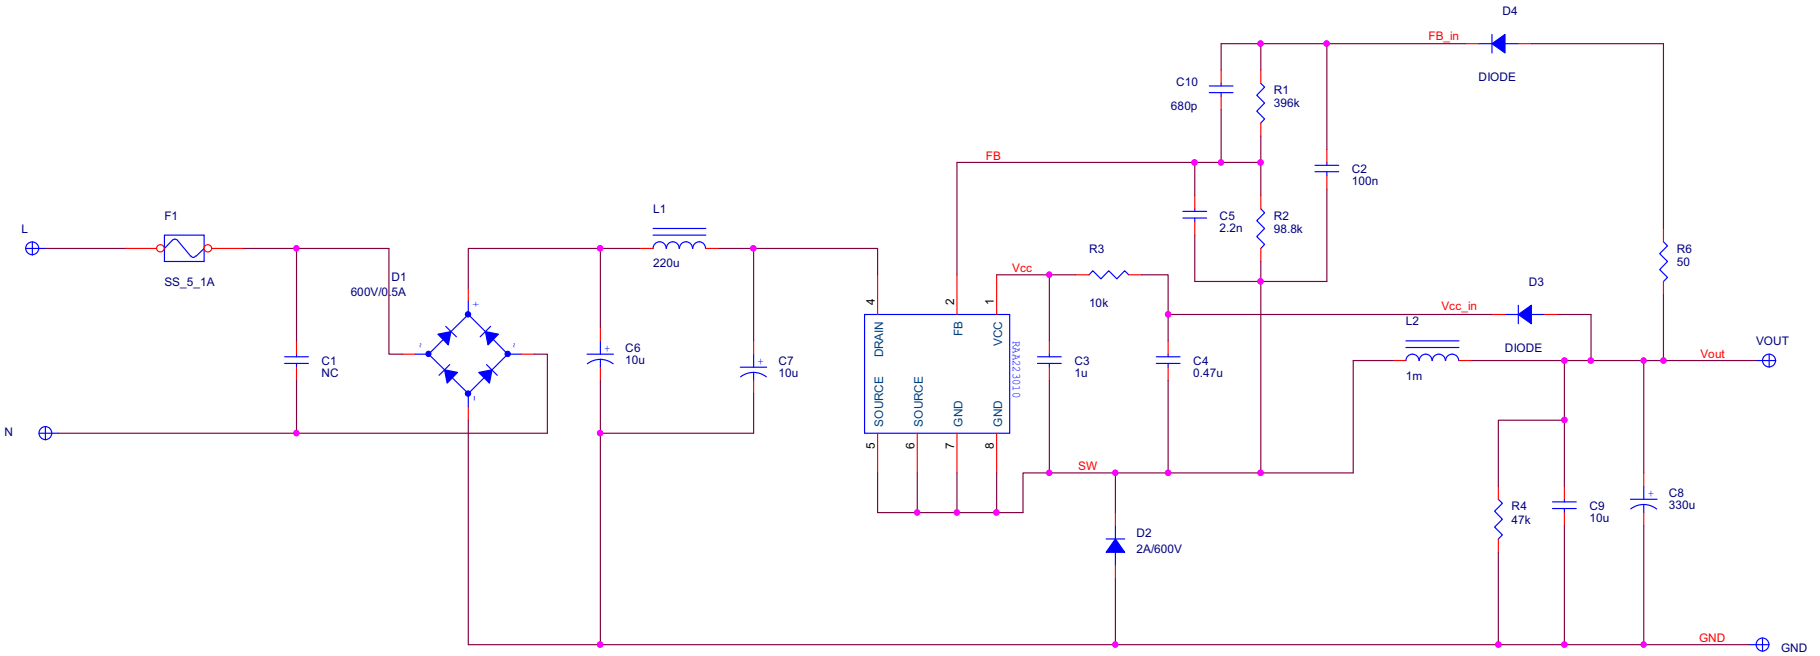 D4
FB_in
DIODE
C10
680p
R1
396k
FB
C2
100n
C5
2.2n
R2
98.8k
L
F1
SS_5_1A
L1
220u
R3
10k
Vcc
R6
50
D1
600V/0.5A
+
~
~
-
D3
Vcc_in
DIODE
L2
1m
Vout
VOUT
4
2
1
DRAIN
FB
VCC
RAA223010
SOURCE
SOURCE
GND
GND
5
6
7
8
C1
NC
+
C6
10u
+
C7
10u
C3
1u
C4
0.47u
N
SW
D2
2A/600V
R4
47k
C9
10u
+
C8
330u
GND
GND